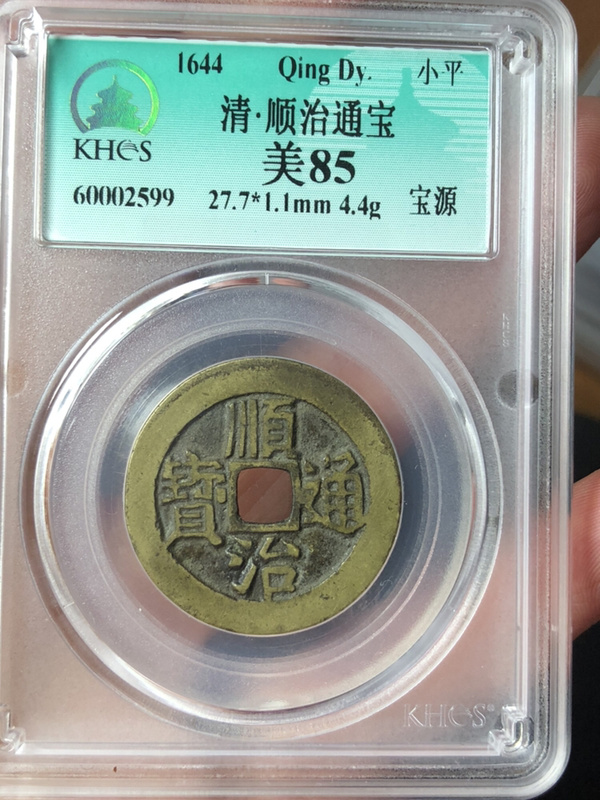 1644 Qing Dy. 小平
清·顺治通宝
KHCS 美85
60002599 27.7*1.1mm 4.4g 宝源
順
寶 通
治
KHCS